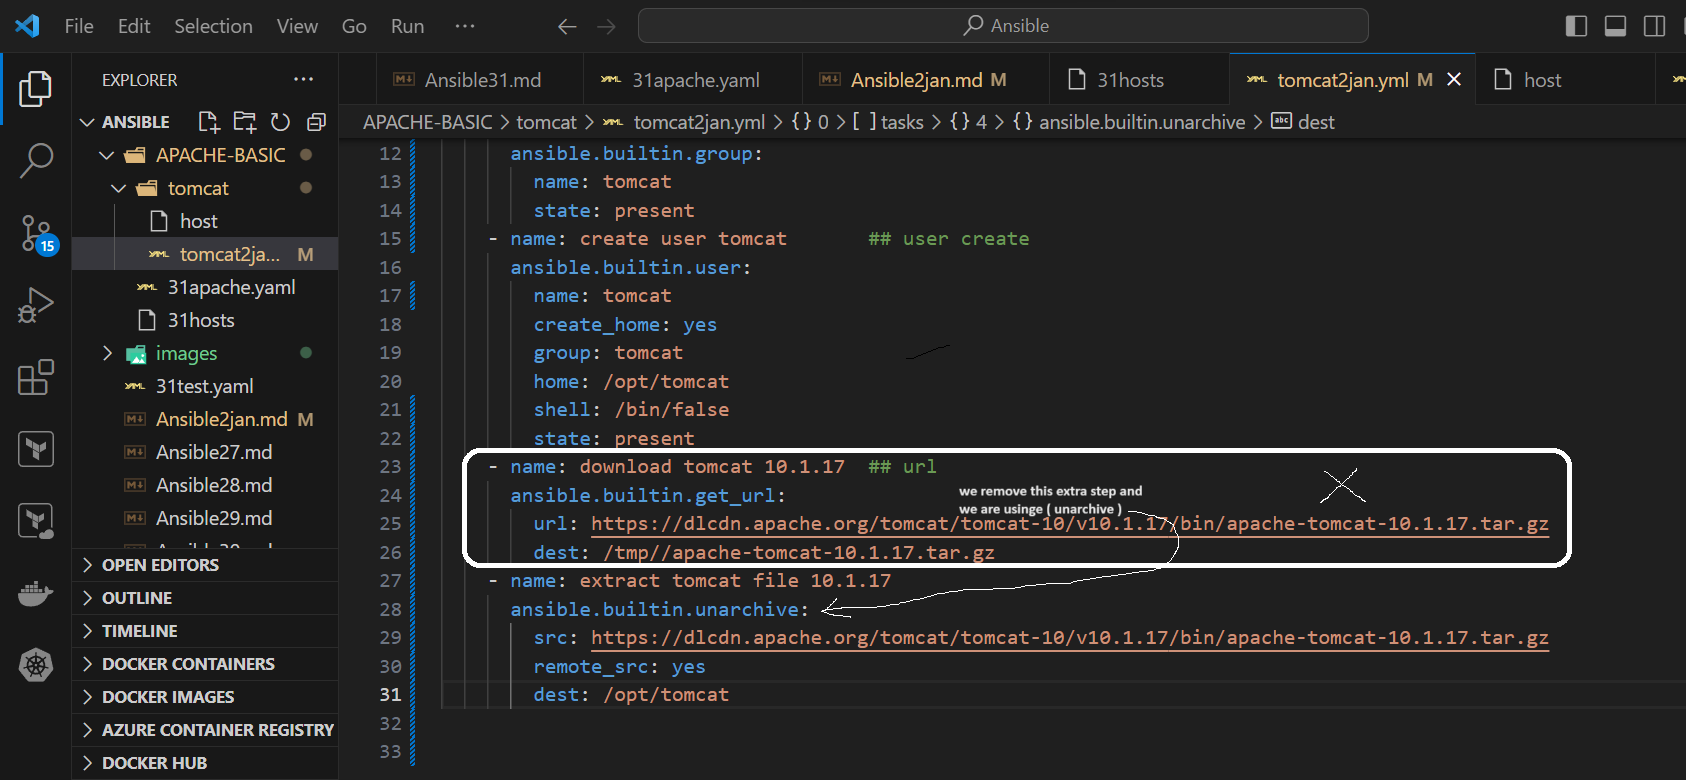 File Edit Selection View Go Run ···
Ansible
EXPLORER ···
Ansible31.md 31apache.yaml Ansible2jan.md M 31hosts tomcat2jan.yml M host
APACHE-BASIC > tomcat > tomcat2jan.yml > {} 0 > [ ] tasks > {} 4 > {} ansible.builtin.unarchive > abc dest
ANSIBLE
APACHE-BASIC
tomcat
host
tomcat2ja... M
31apache.yaml
31hosts
images
31test.yaml
Ansible2jan.md M
Ansible27.md
Ansible28.md
Ansible29.md
OPEN EDITORS
OUTLINE
TIMELINE
DOCKER CONTAINERS
DOCKER IMAGES
AZURE CONTAINER REGISTRY
DOCKER HUB
15
12 ansible.builtin.group:
13 name: tomcat
14 state: present
15 - name: create user tomcat ## user create
16 ansible.builtin.user:
17 name: tomcat
18 create_home: yes
19 group: tomcat
20 home: /opt/tomcat
21 shell: /bin/false
22 state: present
23 - name: download tomcat 10.1.17 ## url
24 ansible.builtin.get_url:
we remove this extra step and
we are usinge ( unarchive )
25 url: https://dlcdn.apache.org/tomcat/tomcat-10/v10.1.17/bin/apache-tomcat-10.1.17.tar.gz
26 dest: /tmp//apache-tomcat-10.1.17.tar.gz
27 - name: extract tomcat file 10.1.17
28 ansible.builtin.unarchive:
29 src: https://dlcdn.apache.org/tomcat/tomcat-10/v10.1.17/bin/apache-tomcat-10.1.17.tar.gz
30 remote_src: yes
31 dest: /opt/tomcat
32
33